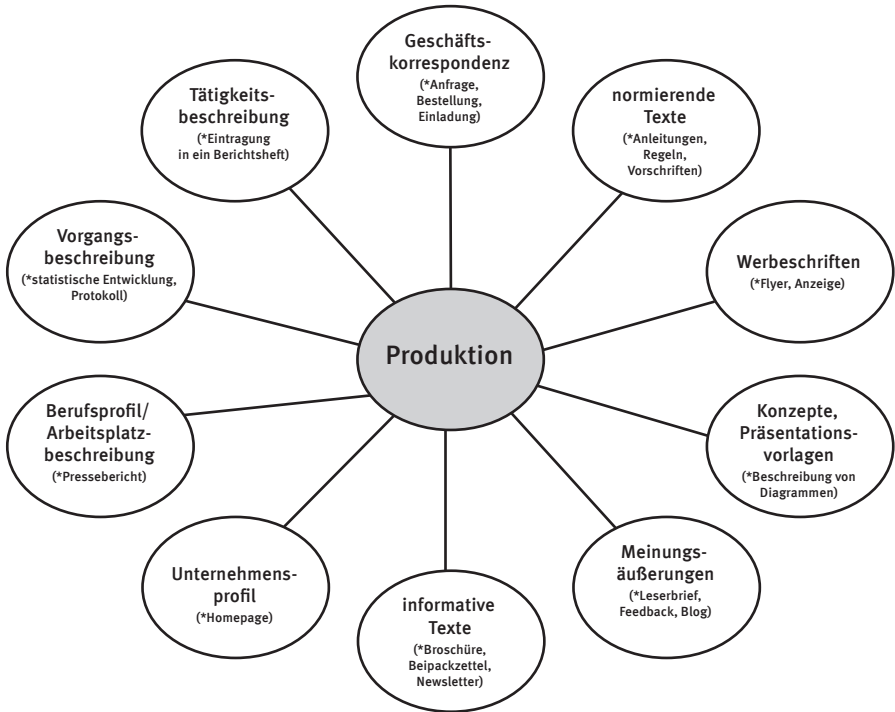 Geschäfts-
korrespondenz
(*Anfrage,
Bestellung,
Einladung)
normierende
Texte
(*Anleitungen,
Regeln,
Vorschriften)
Werbeschriften
(*Flyer, Anzeige)
Konzepte,
Präsentations-
vorlagen
(*Beschreibung von
Diagrammen)
Meinungs-
äußerungen
(*Leserbrief,
Feedback, Blog)
informative
Texte
(*Broschüre,
Beipackzettel,
Newsletter)
Unternehmens-
profil
(*Homepage)
Berufsprofil/
Arbeitsplatz-
beschreibung
(*Pressebericht)
Vorgangs-
beschreibung
(*statistische Entwicklung,
Protokoll)
Tätigkeits-
beschreibung
(*Eintragung
in ein Berichtsheft)
Produktion